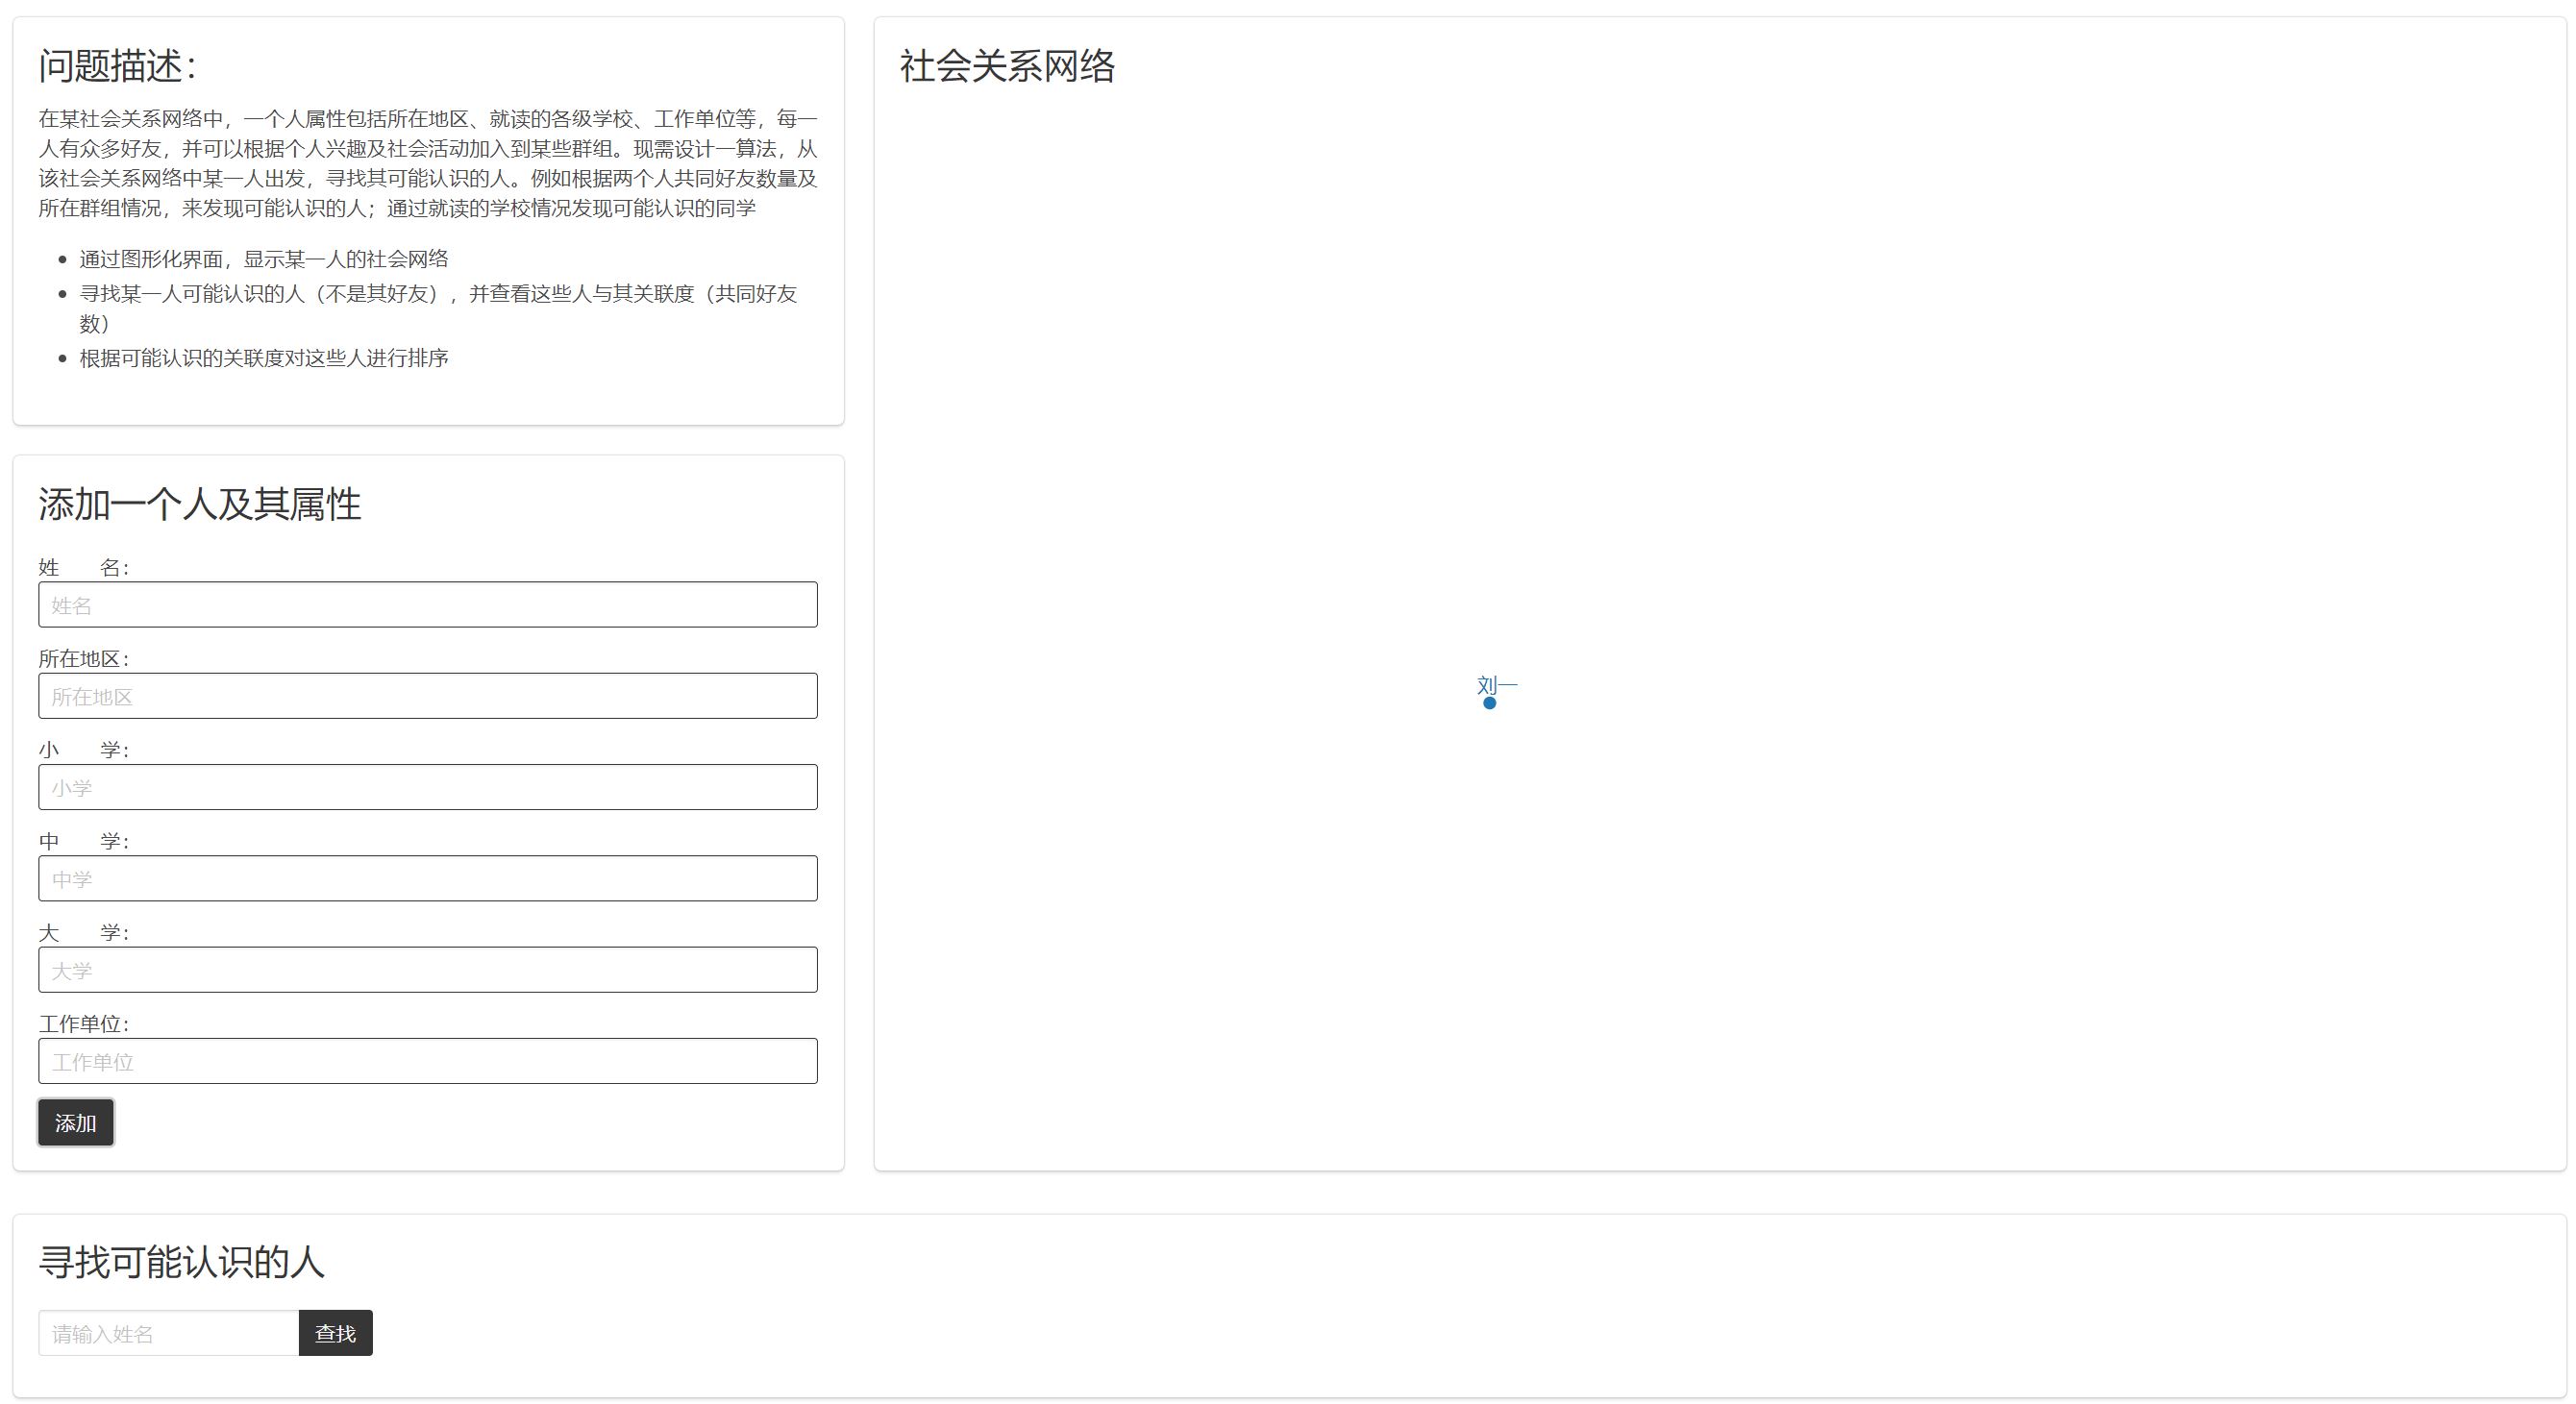 问题描述：
在某社会关系网络中，一个人属性包括所在地区、就读的各级学校、工作单位等，每一
人有众多好友，并可以根据个人兴趣及社会活动加入到某些群组。现需设计一算法，从
该社会关系网络中某一人出发，寻找其可能认识的人。例如根据两个人共同好友数量及
所在群组情况，来发现可能认识的人；通过就读的学校情况发现可能认识的同学
通过图形化界面，显示某一人的社会网络
寻找某一人可能认识的人（不是其好友），并查看这些人与其关联度（共同好友
数）
根据可能认识的关联度对这些人进行排序
添加一个人及其属性
姓　　名：
姓名
所在地区：
所在地区
小　　学：
小学
中　　学：
中学
大　　学：
大学
工作单位：
工作单位
添加
社会关系网络
刘一
寻找可能认识的人
请输入姓名
查找